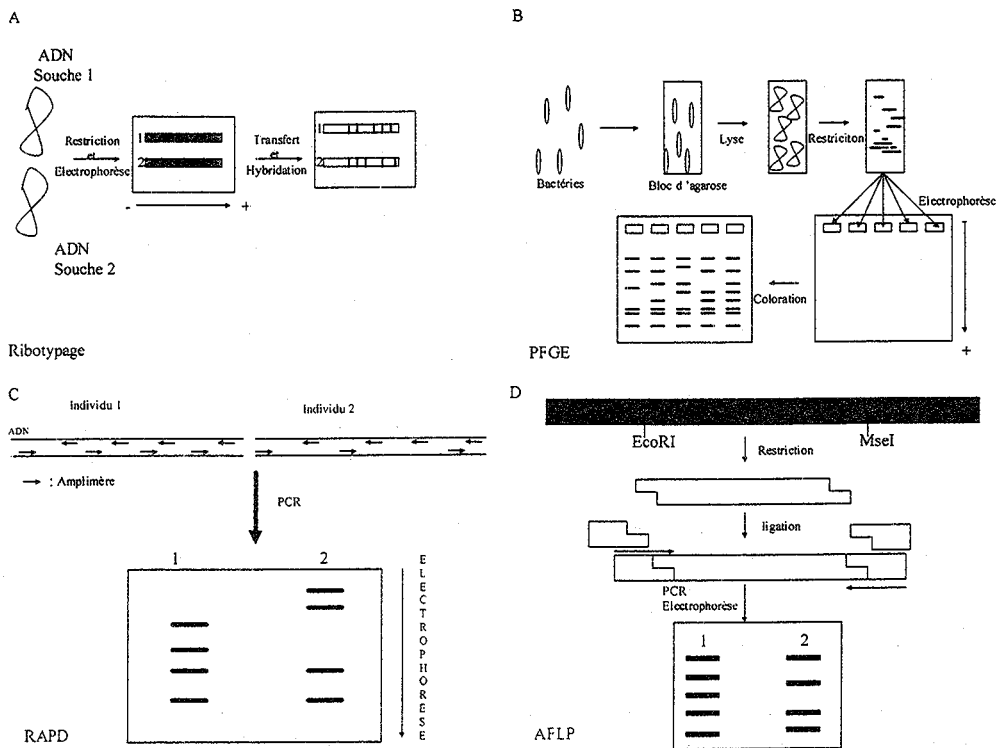 A
ADN
Souche 1
Restriction
et
Electrophorèse
1
2
-
+
Transfert
et
Hybridation
1
2
ADN
Souche 2
Ribotypage
B
Bactéries
Bloc d 'agarose
Lyse
Restriciton
Electrophorèse
Coloration
+
PFGE
C
Individu 1
Individu 2
ADN
: Amplimère
PCR
1
2
ELECTROPHORESE
RAPD
D
EcoRI
MseI
Restriction
ligation
PCR
Electrophorèse
1
2
AFLP